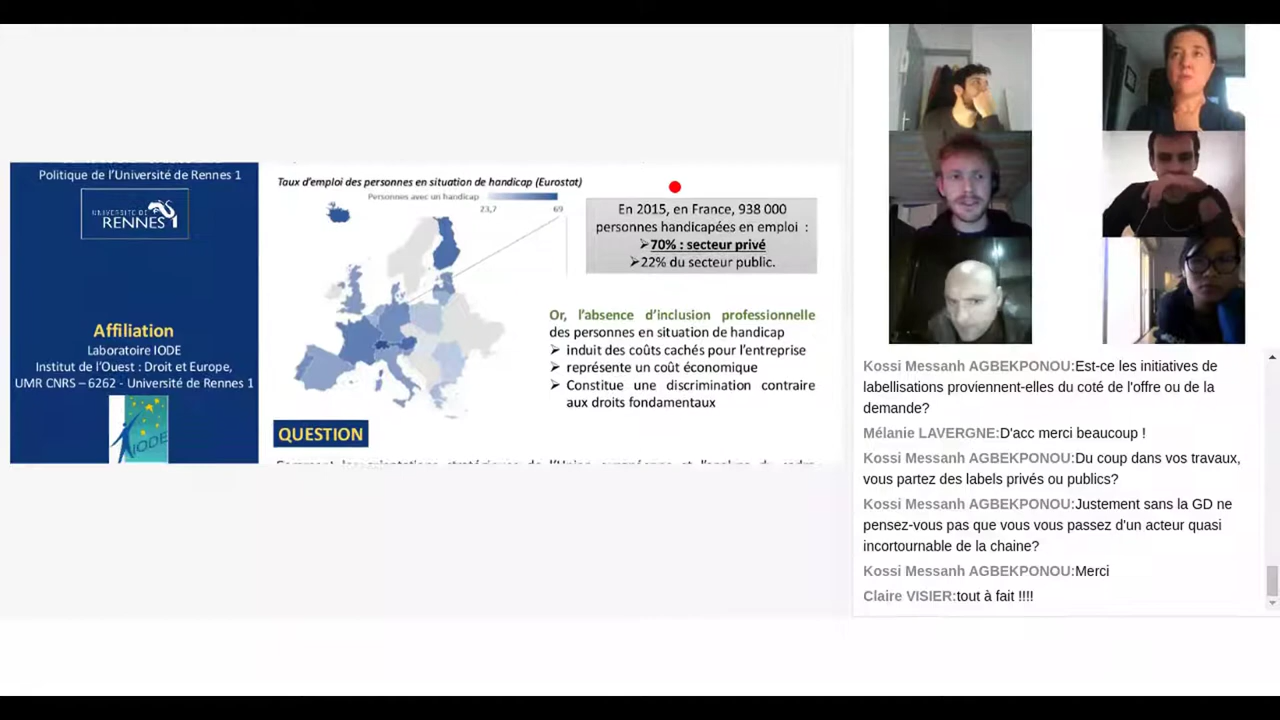 Politique de l'Université de Rennes 1
UNIVERSITÉ DE
RENNES 1
Affiliation
Laboratoire IODE
Institut de l'Ouest : Droit et Europe,
UMR CNRS – 6262 - Université de Rennes 1
IODE
Taux d'emploi des personnes en situation de handicap (Eurostat)
Personnes avec un handicap
23,7 69
En 2015, en France, 938 000
personnes handicapées en emploi :
➢70% : secteur privé
➢22% du secteur public.
Or, l'absence d'inclusion professionnelle
des personnes en situation de handicap
➢ induit des coûts cachés pour l'entreprise
➢ représente un coût économique
➢ Constitue une discrimination contraire
aux droits fondamentaux
QUESTION
Kossi Messanh AGBEKPONOU:Est-ce les initiatives de
labellisations proviennent-elles du coté de l'offre ou de la
demande?
Mélanie LAVERGNE:D'acc merci beaucoup !
Kossi Messanh AGBEKPONOU:Du coup dans vos travaux,
vous partez des labels privés ou publics?
Kossi Messanh AGBEKPONOU:Justement sans la GD ne
pensez-vous pas que vous vous passez d'un acteur quasi
incortournable de la chaine?
Kossi Messanh AGBEKPONOU:Merci
Claire VISIER:tout à fait !!!!